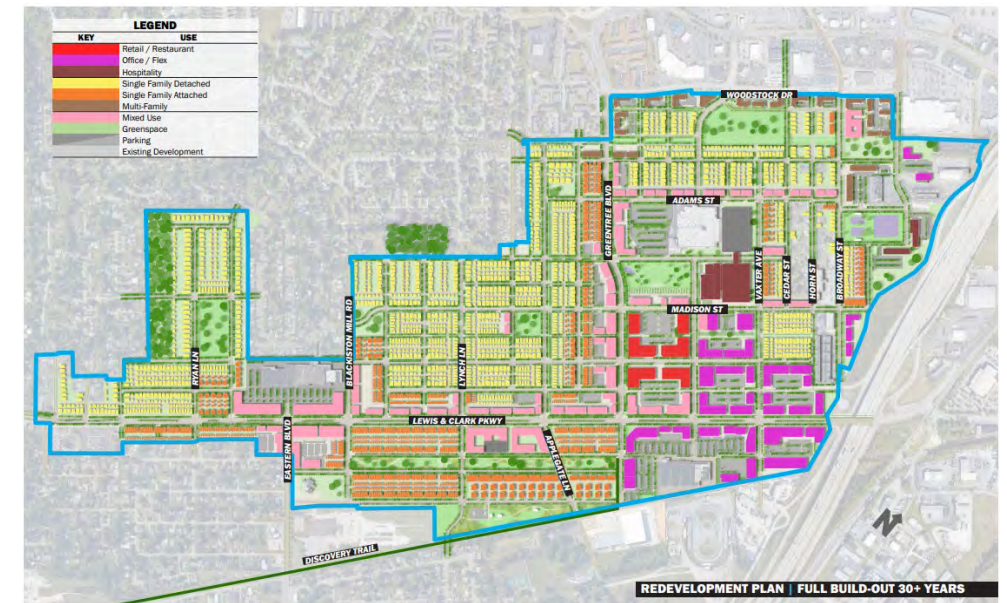 LEGEND
KEY USE
Retail / Restaurant
Office / Flex
Hospitality
Single Family Detached
Single Family Attached
Multi-Family
Mixed Use
Greenspace
Parking
Existing Development
WOODSTOCK DR
ADAMS ST
GREENTREE BLVD
VAXTER AVE
CEDAR ST
HORN ST
BROADWAY ST
MADISON ST
BLACKISTON MILL RD
LYNCH LN
RYAN LN
LEWIS & CLARK PKWY
EASTERN BLVD
APPLEGATE LN
DISCOVERY TRAIL
N
REDEVELOPMENT PLAN | FULL BUILD-OUT 30+ YEARS